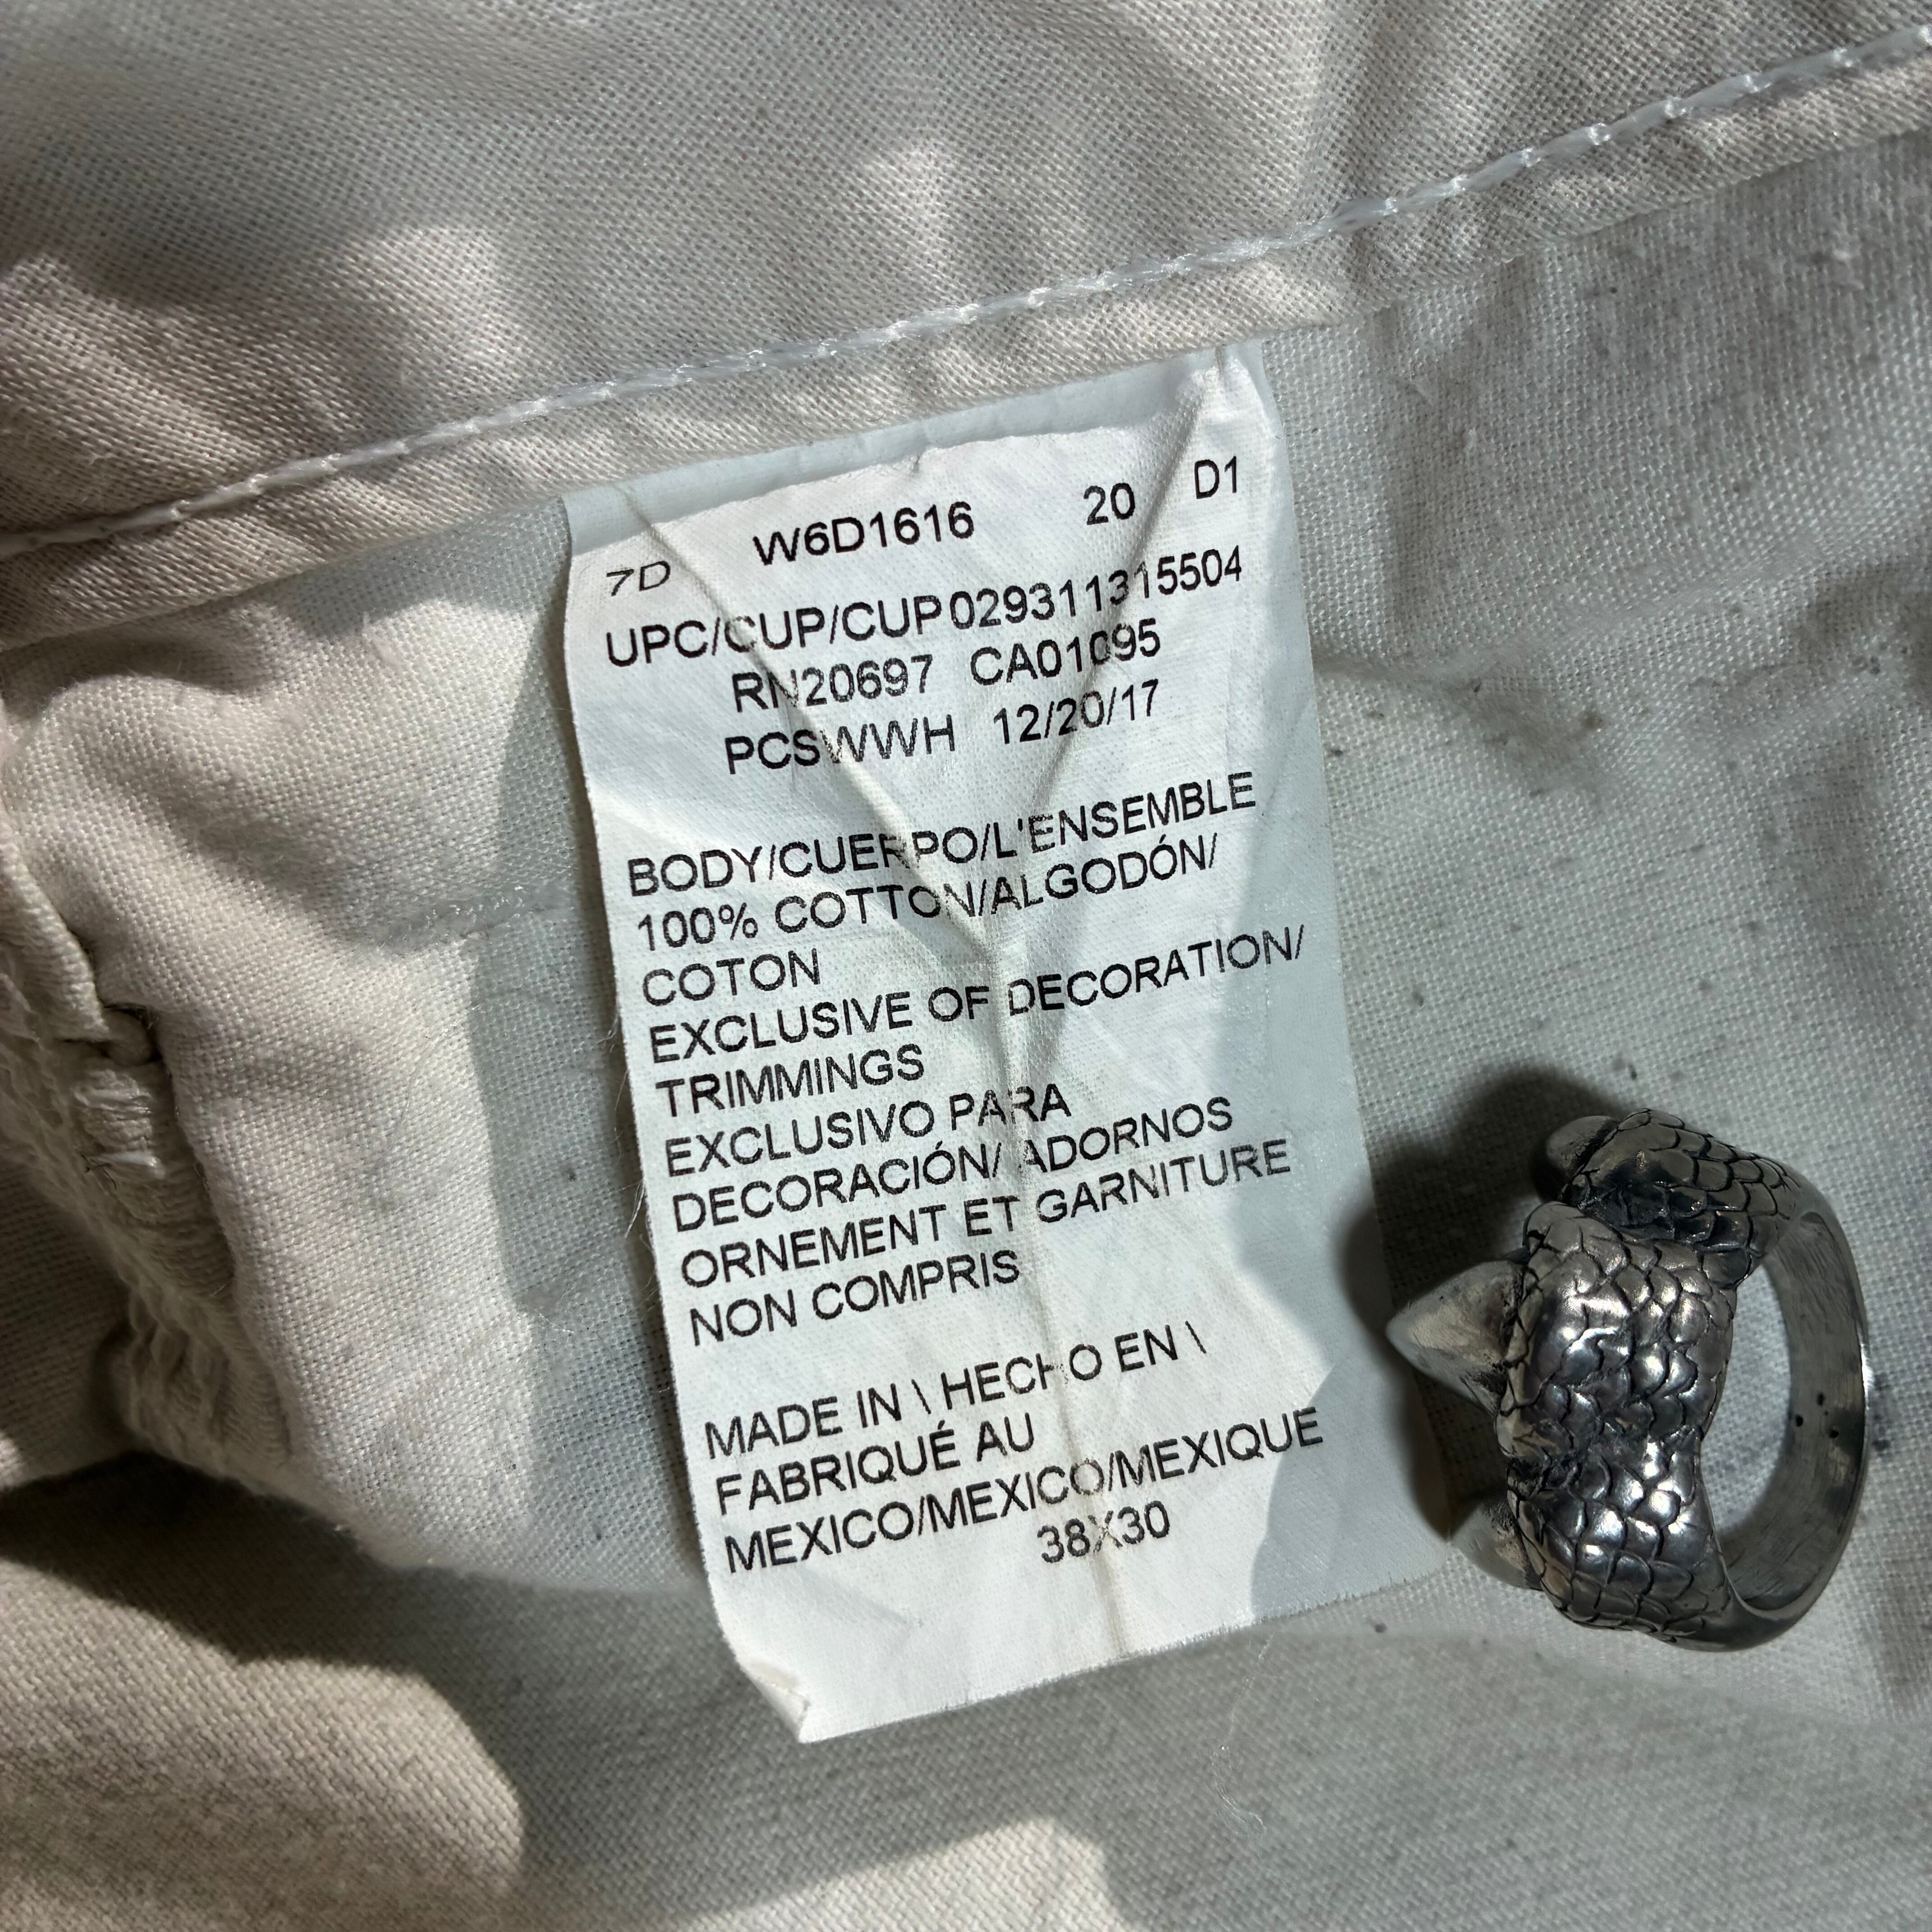 7D W6D1616 20 D1
UPC/CUP/CUP 029311315504
RN20697 CA01095
PCSWWH 12/20/17
BODY/CUERPO/L'ENSEMBLE
100% COTTON/ALGODÓN/
COTON
EXCLUSIVE OF DECORATION/
TRIMMINGS
EXCLUSIVO PARA
DECORACIÓN/ ADORNOS
ORNEMENT ET GARNITURE
NON COMPRIS
MADE IN \ HECHO EN \
FABRIQUÉ AU
MEXICO/MEXICO/MEXIQUE
38X30